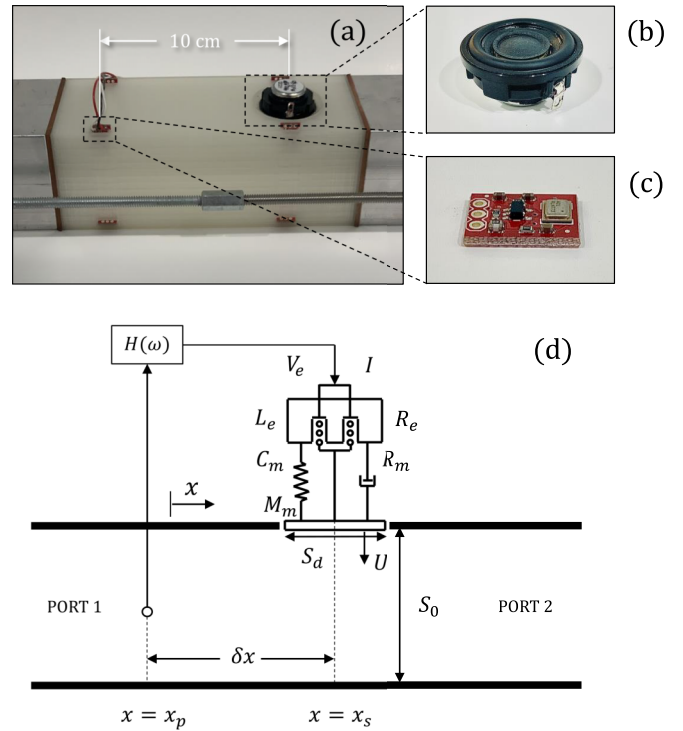 (a)
10 cm
(b)
(c)
(d)
H(ω)
V_e
I
L_e
R_e
C_m
R_m
x
M_m
S_d
U
PORT 1
S_0
PORT 2
δx
x = x_p
x = x_s